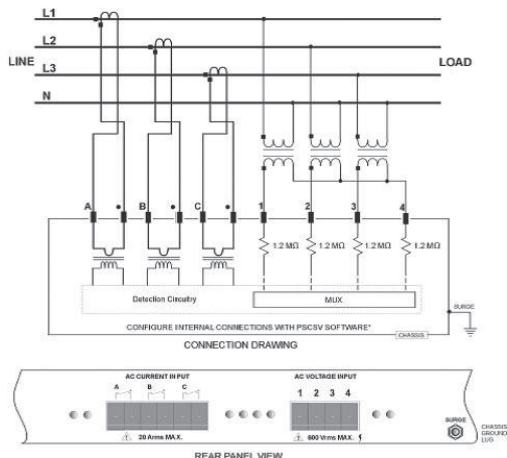 L1
L2
L3
N
LINE
LOAD
A
B
C
1
2
3
4
1.2 MΩ
1.2 MΩ
1.2 MΩ
1.2 MΩ
Detection Circuitry
MUX
SURGE
CONFIGURE INTERNAL CONNECTIONS WITH PSCSV SOFTWARE*
CHASSIS
CONNECTION DRAWING
AC CURRENT INPUT
A B C
20 Arms MAX.
AC VOLTAGE INPUT
1 2 3 4
600 Vrms MAX.
SURGE
CHASSIS
GROUND
LUG
REAR PANEL VIEW